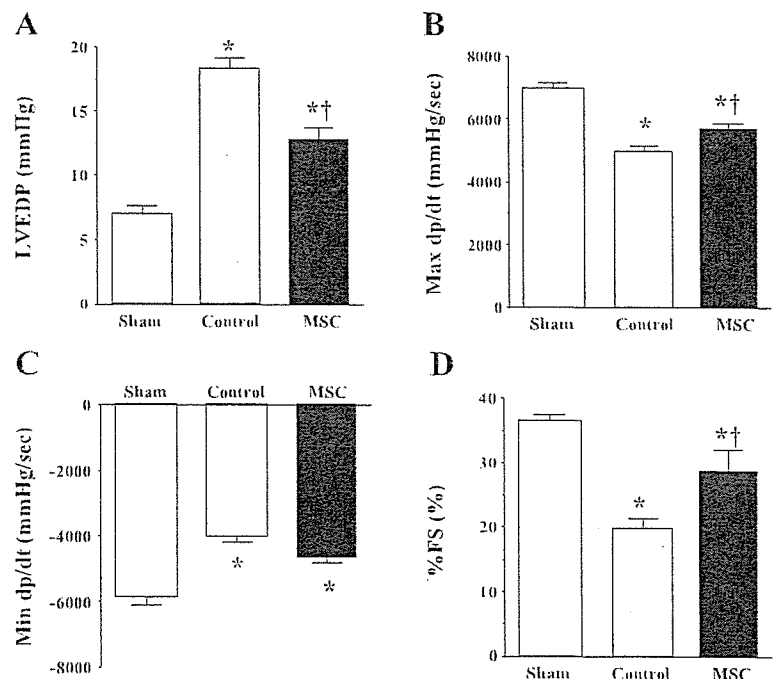 A
LVEDP (mmHg)
20
15
10
5
0
*
*†
Sham Control MSC
B
Max dp/dt (mmHg/sec)
8000
6000
4000
2000
0
*
*†
Sham Control MSC
C
Min dp/dt (mmHg/sec)
Sham Control MSC
0
-2000
-4000
-6000
-8000
*
*
D
%FS (%)
40
30
20
10
0
*
*†
Sham Control MSC